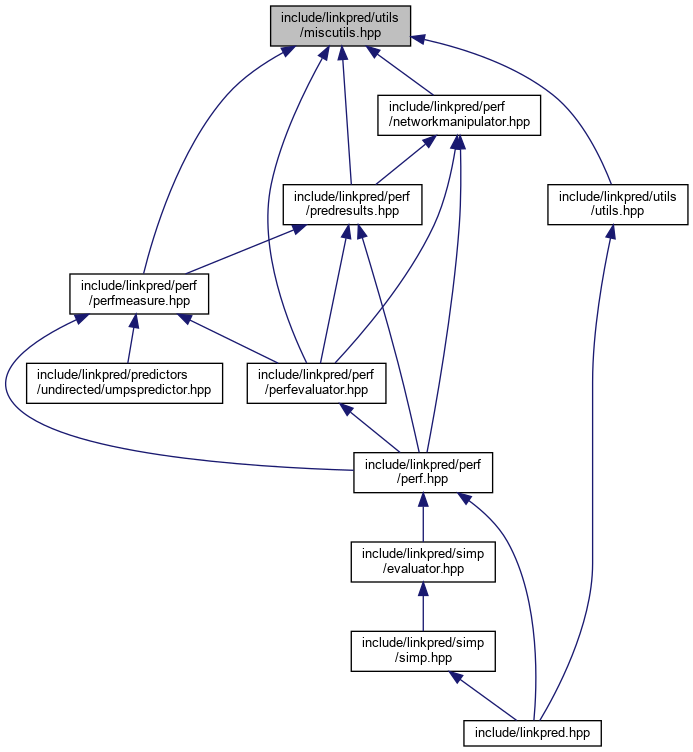 include/linkpred/utils
/miscutils.hpp
include/linkpred/perf
/networkmanipulator.hpp
include/linkpred/perf
/predresults.hpp
include/linkpred/utils
/utils.hpp
include/linkpred/perf
/perfmeasure.hpp
include/linkpred/predictors
/undirected/umpspredictor.hpp
include/linkpred/perf
/perfevaluator.hpp
include/linkpred/perf
/perf.hpp
include/linkpred/simp
/evaluator.hpp
include/linkpred/simp
/simp.hpp
include/linkpred.hpp